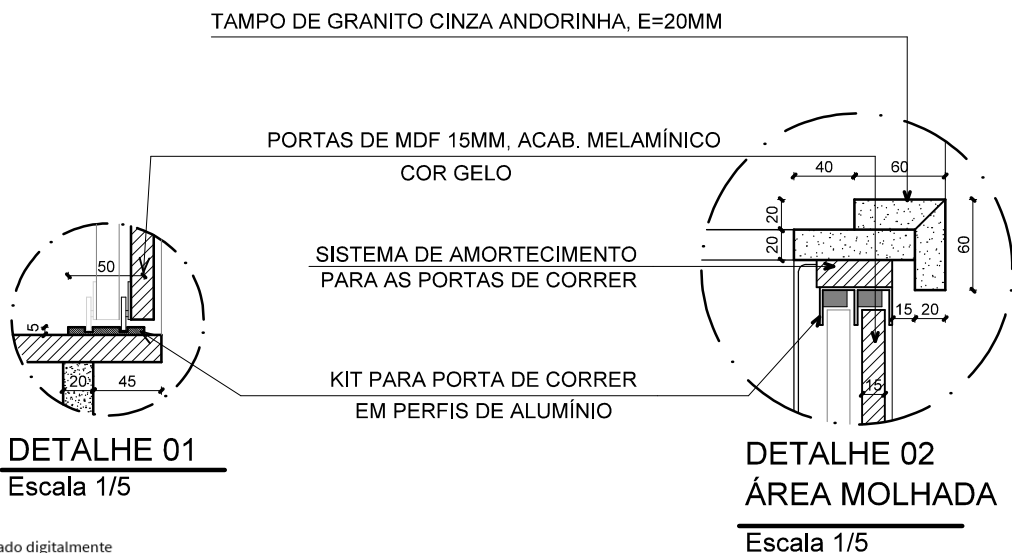 TAMPO DE GRANITO CINZA ANDORINHA, E=20MM
PORTAS DE MDF 15MM, ACAB. MELAMÍNICO
COR GELO
40
60
20
20
60
50
SISTEMA DE AMORTECIMENTO
PARA AS PORTAS DE CORRER
15
20
5
20
45
KIT PARA PORTA DE CORRER
EM PERFIS DE ALUMÍNIO
15
DETALHE 01
Escala 1/5
DETALHE 02
ÁREA MOLHADA
Escala 1/5
ado digitalmente